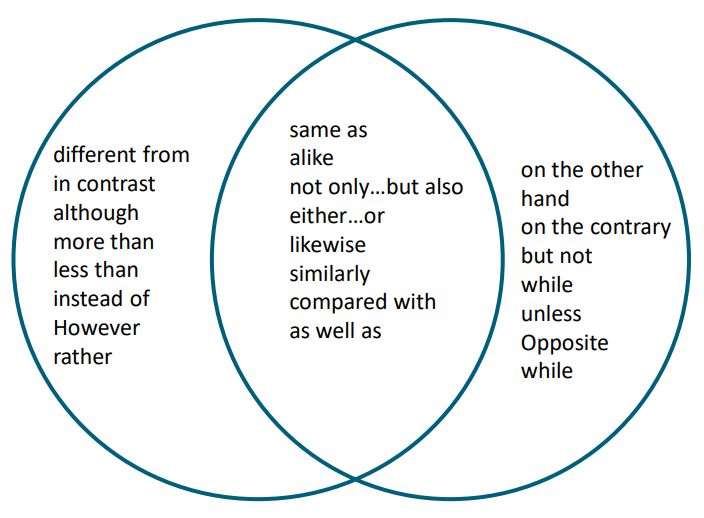 different from
in contrast
although
more than
less than
instead of
However
rather
same as
alike
not only...but also
either...or
likewise
similarly
compared with
as well as
on the other
hand
on the contrary
but not
while
unless
Opposite
while